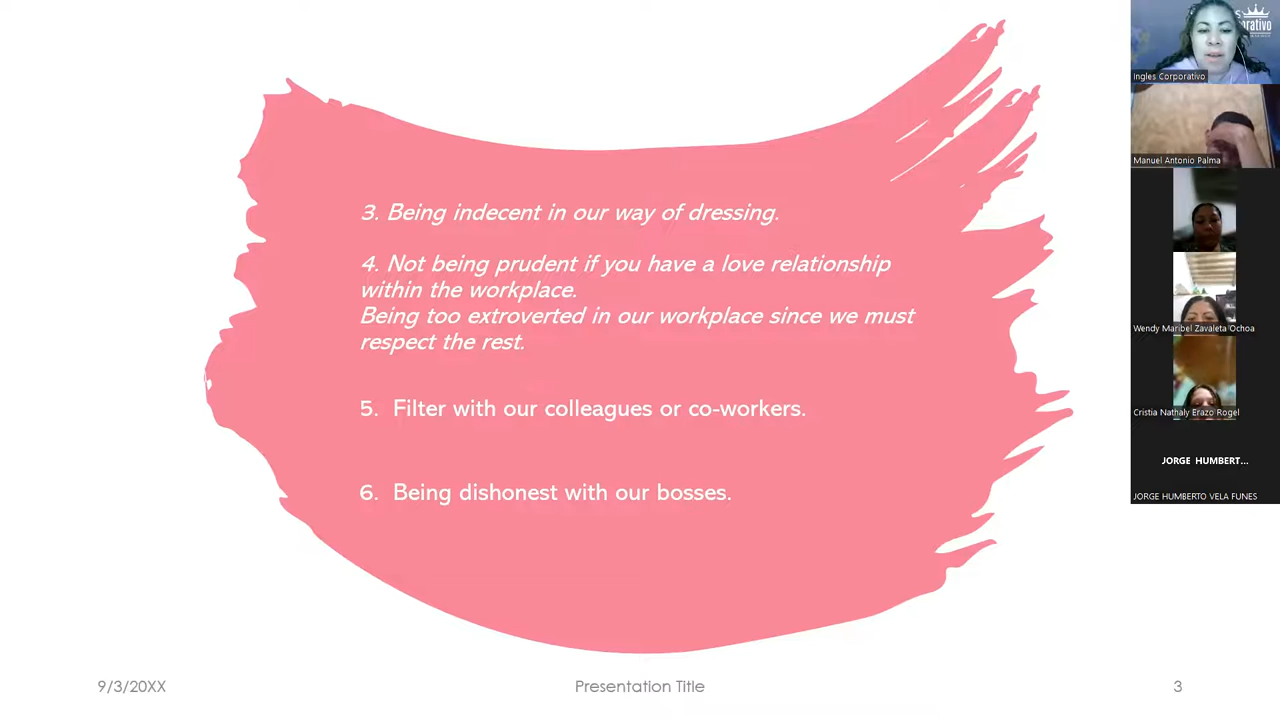 3. Being indecent in our way of dressing.
4. Not being prudent if you have a love relationship
within the workplace.
Being too extroverted in our workplace since we must
respect the rest.
5. Filter with our colleagues or co-workers.
6. Being dishonest with our bosses.
9/3/20XX
Presentation Title
3
Ingles Corporativo
Manuel Antonio Palma
Wendy Maribel Zavaleta Ochoa
Cristia Nathaly Erazo Rogel
JORGE HUMBERT...
JORGE HUMBERTO VELA FUNES